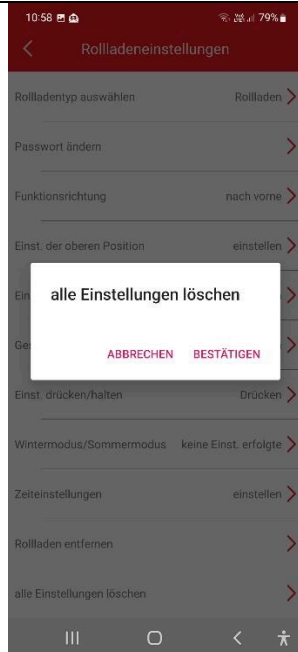 10:58 79%
Rollladeneinstellungen
Rollladentyp auswählen Rollladen
Passwort ändern
Funktionsrichtung nach vorne
Einst. der oberen Position einstellen
Ein
alle Einstellungen löschen
Ge
ABBRECHEN BESTÄTIGEN
Einst. drücken/halten Drücken
Wintermodus/Sommermodus keine Einst. erfolgte
Zeiteinstellungen einstellen
Rollladen entfernen
alle Einstellungen löschen